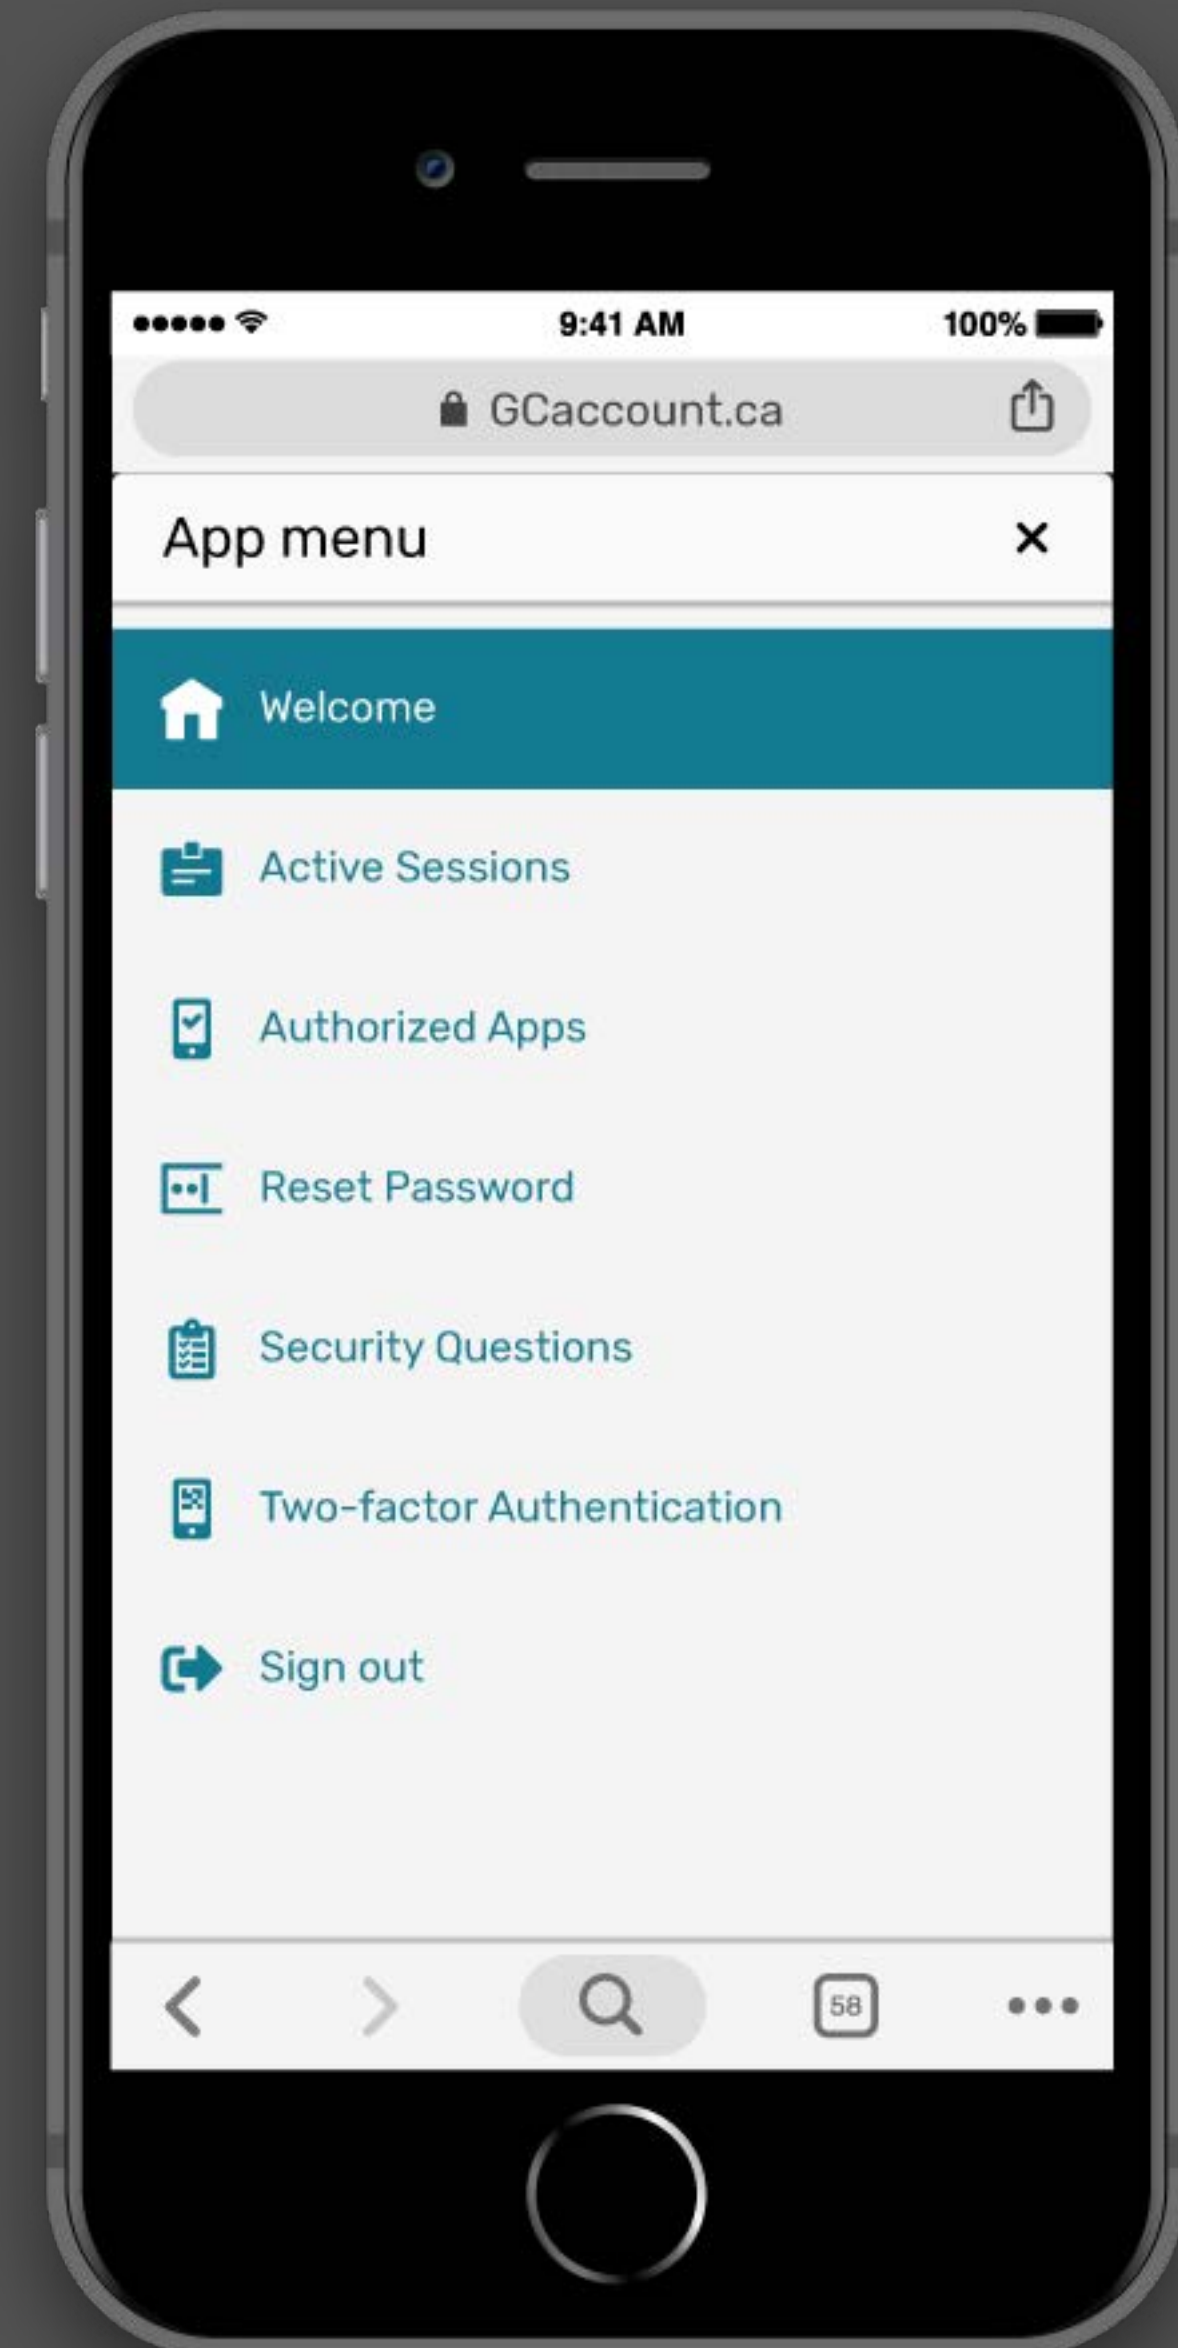 9:41 AM
100%
GCaccount.ca
App menu
Welcome
Active Sessions
Authorized Apps
Reset Password
Security Questions
Two-factor Authentication
Sign out
58